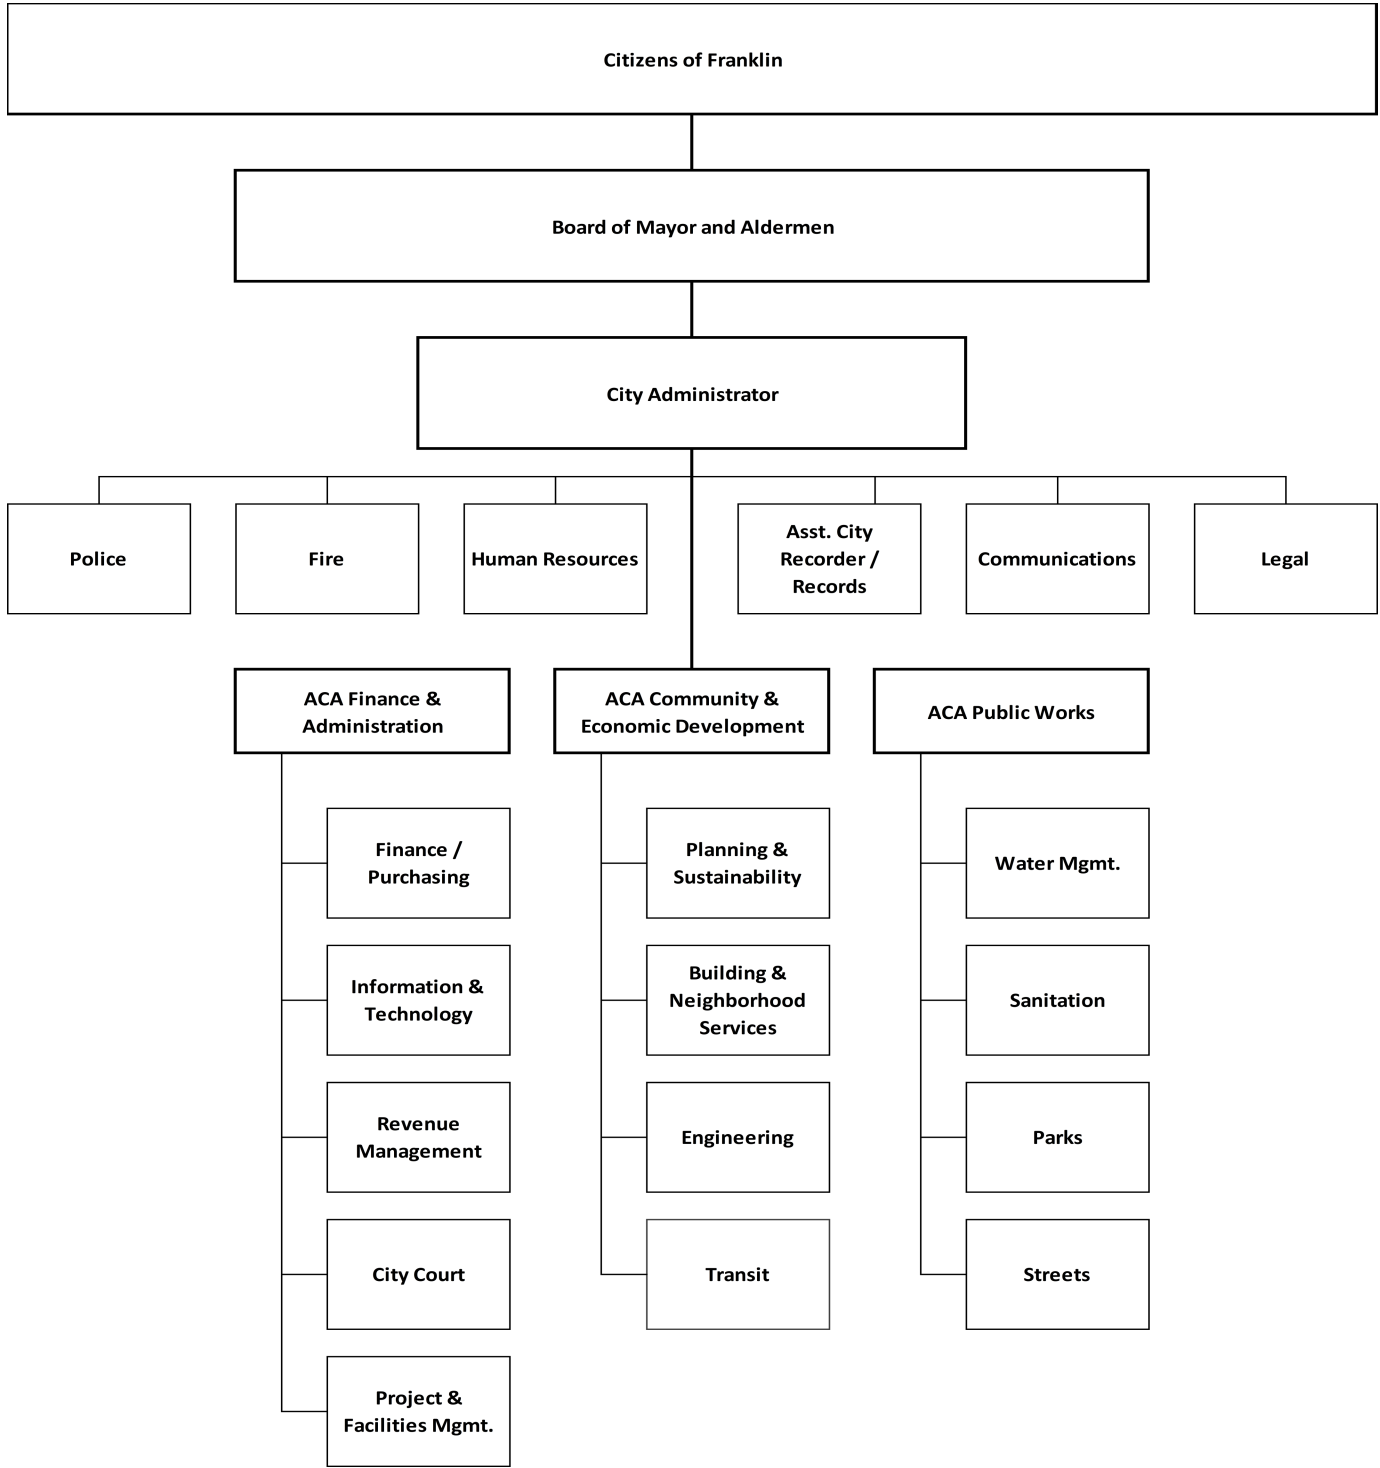 Citizens of Franklin
Board of Mayor and Aldermen
City Administrator
Police
Fire
Human Resources
Asst. City
Recorder /
Records
Communications
Legal
ACA Finance &
Administration
ACA Community &
Economic Development
ACA Public Works
Finance /
Purchasing
Planning &
Sustainability
Water Mgmt.
Information &
Technology
Building &
Neighborhood
Services
Sanitation
Revenue
Management
Engineering
Parks
City Court
Transit
Streets
Project &
Facilities Mgmt.